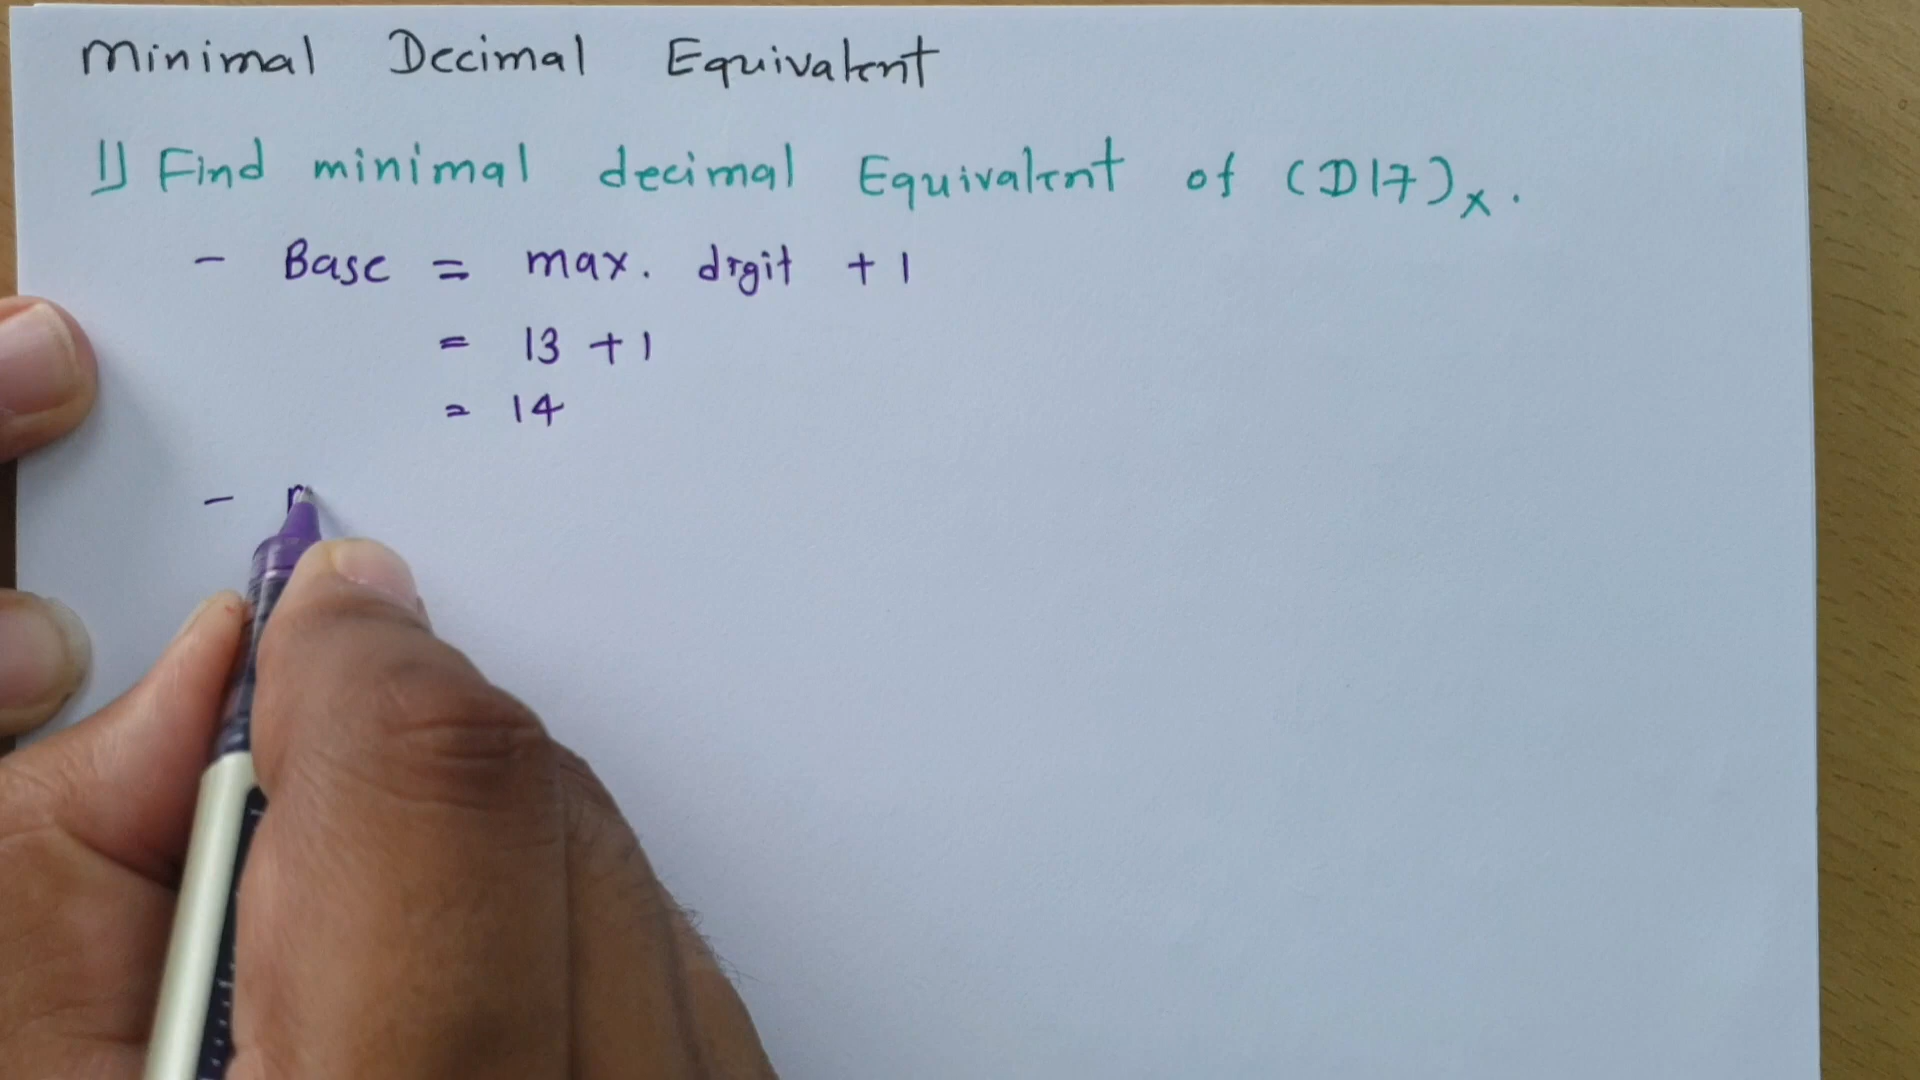 Minimal Decimal Equivalent
1) Find minimal decimal Equivalent of (D17)x.
- Base = max. digit + 1
= 13 + 1
= 14
-